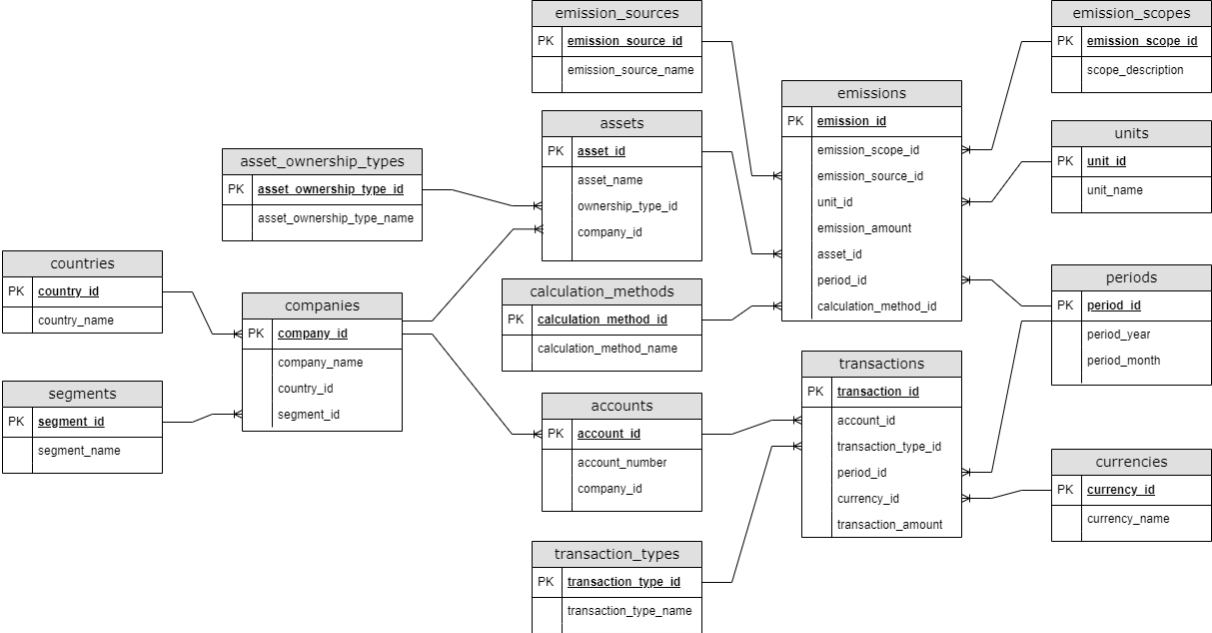 emission_sources
PK emission_source_id
emission_source_name
emission_scopes
PK emission_scope_id
scope_description
emissions
PK emission_id
emission_scope_id
emission_source_id
unit_id
emission_amount
asset_id
period_id
calculation_method_id
assets
PK asset_id
asset_name
ownership_type_id
company_id
units
PK unit_id
unit_name
asset_ownership_types
PK asset_ownership_type_id
asset_ownership_type_name
countries
PK country_id
country_name
companies
PK company_id
company_name
country_id
segment_id
calculation_methods
PK calculation_method_id
calculation_method_name
periods
PK period_id
period_year
period_month
transactions
PK transaction_id
account_id
transaction_type_id
period_id
currency_id
transaction_amount
segments
PK segment_id
segment_name
accounts
PK account_id
account_number
company_id
currencies
PK currency_id
currency_name
transaction_types
PK transaction_type_id
transaction_type_name